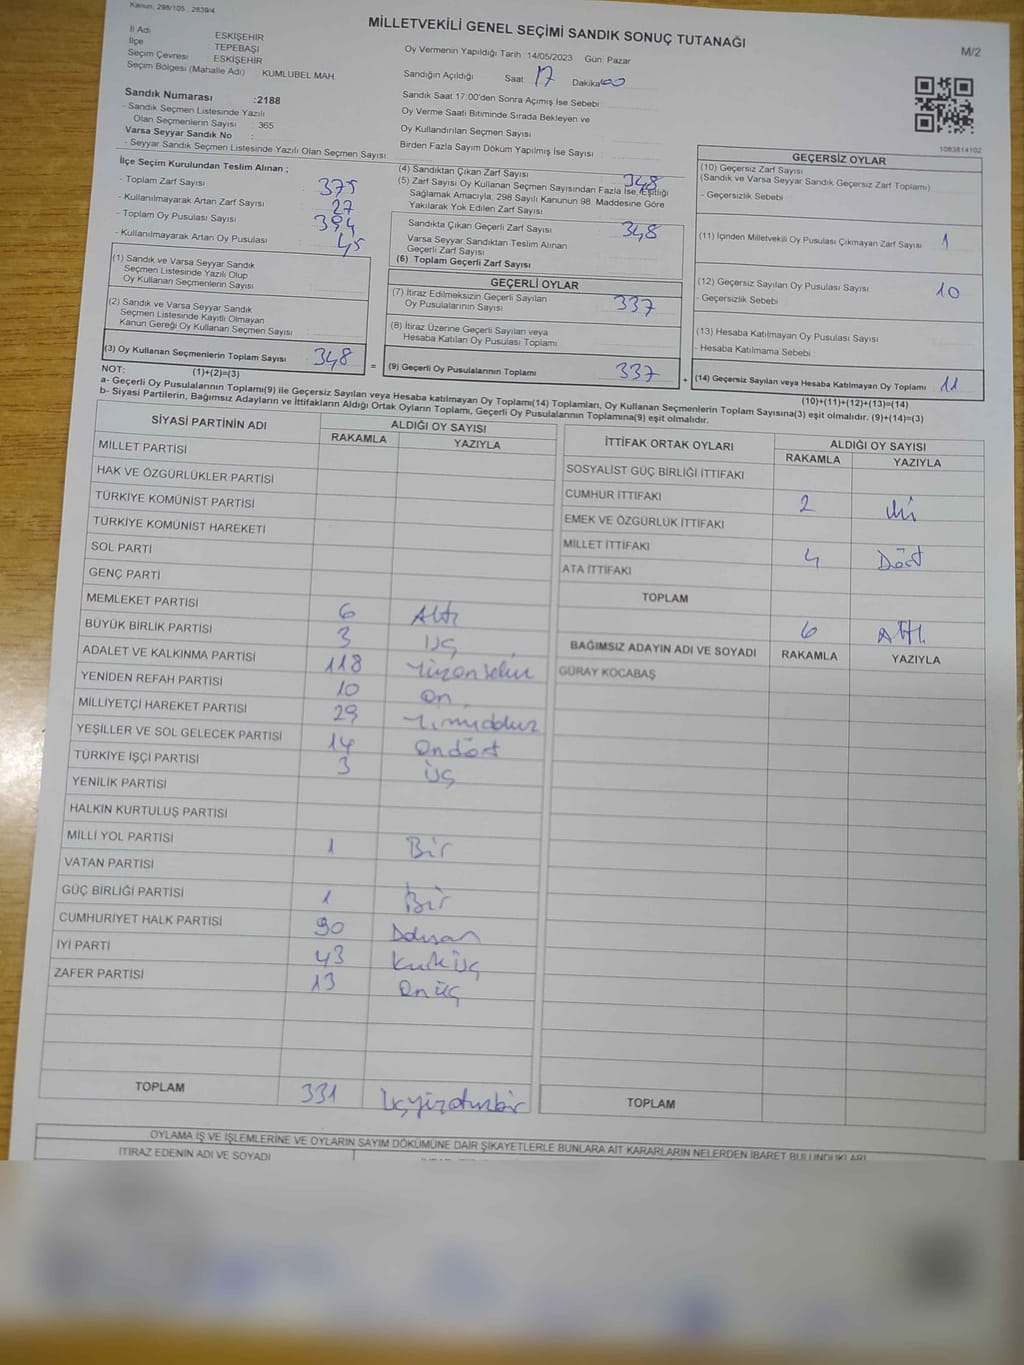 Kanun, 298/105, 2839/4
MİLLETVEKİLİ GENEL SEÇİMİ SANDIK SONUÇ TUTANAĞI
M/2
İl Adı : ESKİŞEHİR
İlçe : TEPEBAŞI
Seçim Çevresi : ESKİŞEHİR
Seçim Bölgesi (Mahalle Adı) : KUMLUBEL MAH.
Sandık Numarası :2188
- Sandık Seçmen Listesinde Yazılı
Olan Seçmenlerin Sayısı : 365
Varsa Seyyar Sandık No :
- Seyyar Sandık Seçmen Listesinde Yazılı Olan Seçmen Sayısı:
Oy Vermenin Yapıldığı Tarih :14/05/2023 Gün: Pazar
Sandığın Açıldığı Saat: 17 Dakika: 00
Sandık Saat 17:00'den Sonra Açılmış İse Sebebi
Oy Verme Saati Bitiminde Sırada Bekleyen ve
Oy Kullandırılan Seçmen Sayısı
Birden Fazla Sayım Döküm Yapılmış İse Sayısı
1083814102
İlçe Seçim Kurulundan Teslim Alınan ;
- Toplam Zarf Sayısı 375
- Kullanılmayarak Artan Zarf Sayısı 27
- Toplam Oy Pusulası Sayısı 394
- Kullanılmayarak Artan Oy Pusulası 45
(1) Sandık ve Varsa Seyyar Sandık
Seçmen Listesinde Yazılı Olup
Oy Kullanan Seçmenlerin Sayısı :
(2) Sandık ve Varsa Seyyar Sandık
Seçmen Listesinde Kayıtlı Olmayan
Kanun Gereği Oy Kullanan Seçmen Sayısı :
(3) Oy Kullanan Seçmenlerin Toplam Sayısı 348
(1)+(2)=(3)
(4) Sandıktan Çıkan Zarf Sayısı 348
(5) Zarf Sayısı Oy Kullanan Seçmen Sayısından Fazla İse, Eşitliği
Sağlamak Amacıyla, 298 Sayılı Kanunun 98. Maddesine Göre
Yakılarak Yok Edilen Zarf Sayısı
Sandıkta Çıkan Geçerli Zarf Sayısı 348
Varsa Seyyar Sandıktan Teslim Alınan
Geçerli Zarf Sayısı
(6) Toplam Geçerli Zarf Sayısı
GEÇERLİ OYLAR
(7) İtiraz Edilmeksizin Geçerli Sayılan
Oy Pusulalarının Sayısı : 337
(8) İtiraz Üzerine Geçerli Sayılan veya
Hesaba Katılan Oy Pusulası Toplamı
= (9) Geçerli Oy Pusulalarının Toplamı 337
GEÇERSİZ OYLAR
(10) Geçersiz Zarf Sayısı
(Sandık ve Varsa Seyyar Sandık Geçersiz Zarf Toplamı)
- Geçersizlik Sebebi
(11) İçinden Milletvekili Oy Pusulası Çıkmayan Zarf Sayısı 1
(12) Geçersiz Sayılan Oy Pusulası Sayısı 10
- Geçersizlik Sebebi
(13) Hesaba Katılmayan Oy Pusulası Sayısı
- Hesaba Katılmama Sebebi :
+ (14) Geçersiz Sayılan veya Hesaba Katılmayan Oy Toplamı 11
(10)+(11)+(12)+(13)=(14)
NOT:
a- Geçerli Oy Pusulalarının Toplamı(9) ile Geçersiz Sayılan veya Hesaba katılmayan Oy Toplamı(14) Toplamları, Oy Kullanan Seçmenlerin Toplam Sayısına(3) eşit olmalıdır. (9)+(14)=(3)
b- Siyasi Partilerin, Bağımsız Adayların ve İttifakların Aldığı Ortak Oyların Toplamı, Geçerli Oy Pusulalarının Toplamına(9) eşit olmalıdır.
SİYASİ PARTİNİN ADI ALDIĞI OY SAYISI
RAKAMLA YAZIYLA
MİLLET PARTİSİ
HAK VE ÖZGÜRLÜKLER PARTİSİ
TÜRKİYE KOMÜNİST PARTİSİ
TÜRKİYE KOMÜNİST HAREKETİ
SOL PARTİ
GENÇ PARTİ
MEMLEKET PARTİSİ 6 Altı
BÜYÜK BİRLİK PARTİSİ 3 üç
ADALET VE KALKINMA PARTİSİ 118 Yüzonsekiz
YENİDEN REFAH PARTİSİ 10 on
MİLLİYETÇİ HAREKET PARTİSİ 29 Yirmidokuz
YEŞİLLER VE SOL GELECEK PARTİSİ 14 Ondört
TÜRKİYE İŞÇİ PARTİSİ 3 üç
YENİLİK PARTİSİ
HALKIN KURTULUŞ PARTİSİ
MİLLİ YOL PARTİSİ 1 Bir
VATAN PARTİSİ
GÜÇ BİRLİĞİ PARTİSİ 1 Bir
CUMHURİYET HALK PARTİSİ 90 Doksan
İYİ PARTİ 43 Kırküç
ZAFER PARTİSİ 13 Onüç
TOPLAM 331 Üçyüzotuzbir
İTTİFAK ORTAK OYLARI ALDIĞI OY SAYISI
RAKAMLA YAZIYLA
SOSYALİST GÜÇ BİRLİĞİ İTTİFAKI
CUMHUR İTTİFAKI 2 iki
EMEK VE ÖZGÜRLÜK İTTİFAKI
MİLLET İTTİFAKI 4 Dört
ATA İTTİFAKI
TOPLAM 6 Altı
BAĞIMSIZ ADAYIN ADI VE SOYADI RAKAMLA YAZIYLA
GÜRAY KOCABAŞ
TOPLAM
OYLAMA İŞ VE İŞLEMLERİNE VE OYLARIN SAYIM DÖKÜMÜNE DAİR ŞİKAYETLERLE BUNLARA AİT KARARLARIN NELERDEN İBARET BULUNDUKLARI
İTİRAZ EDENİN ADI VE SOYADI